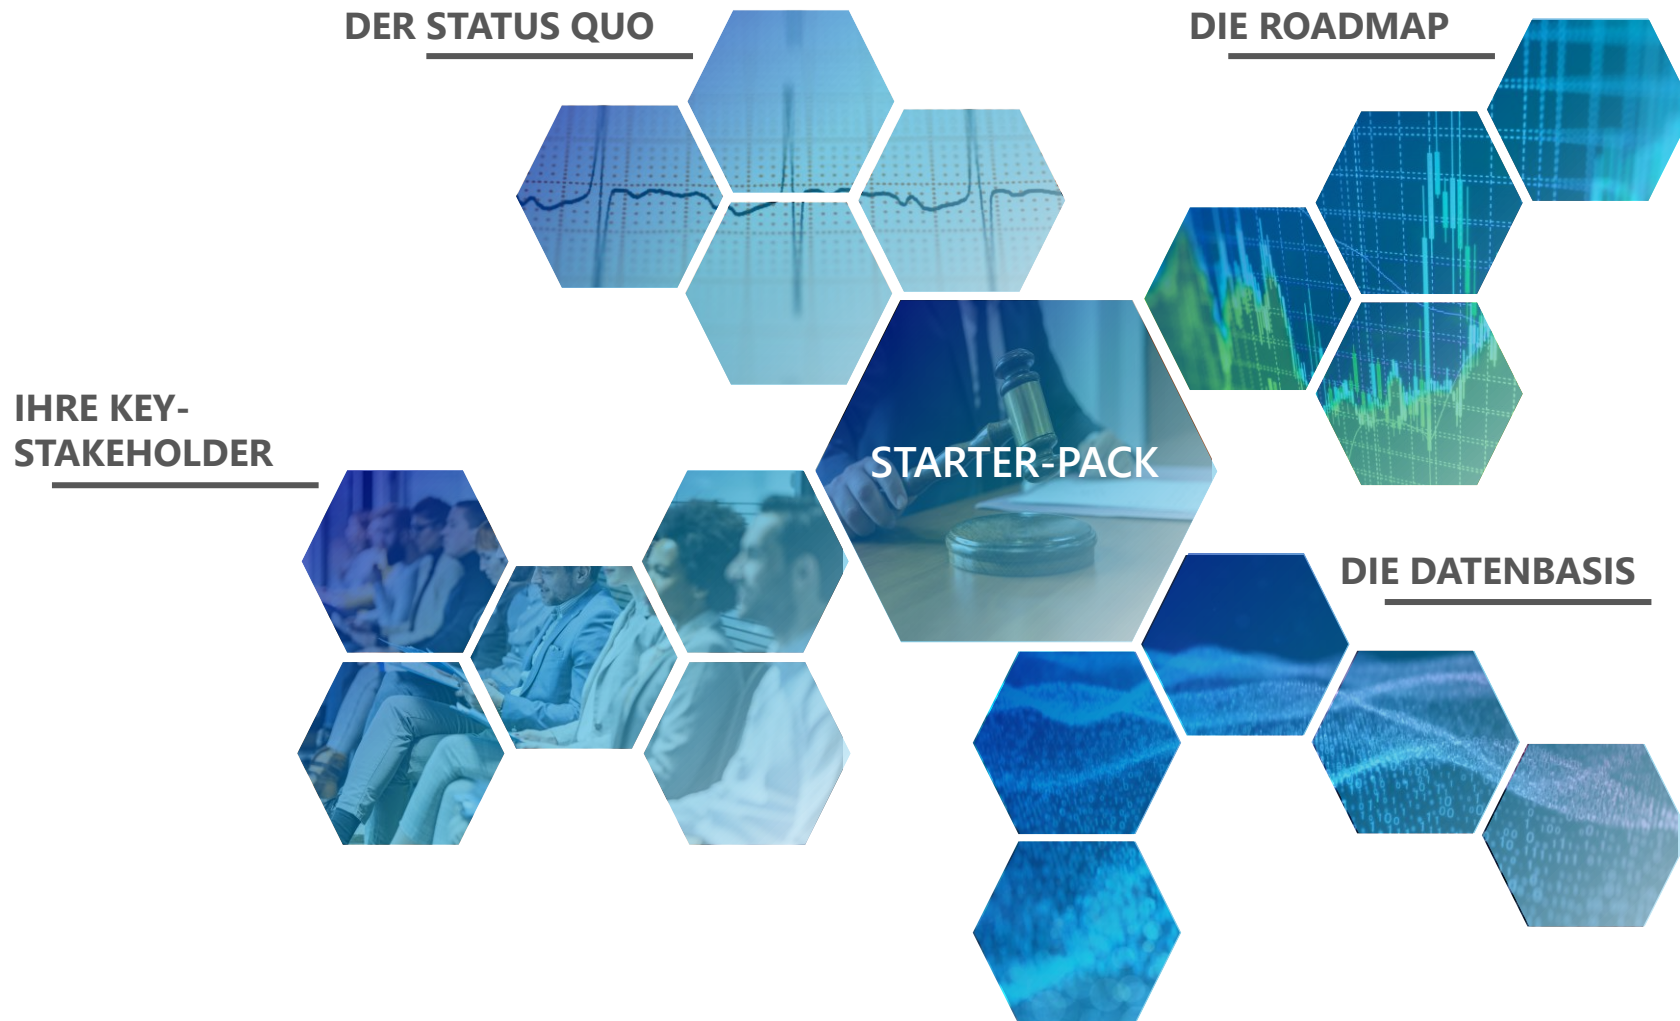 DER STATUS QUO
DIE ROADMAP
IHRE KEY-
STAKEHOLDER
STARTER-PACK
DIE DATENBASIS